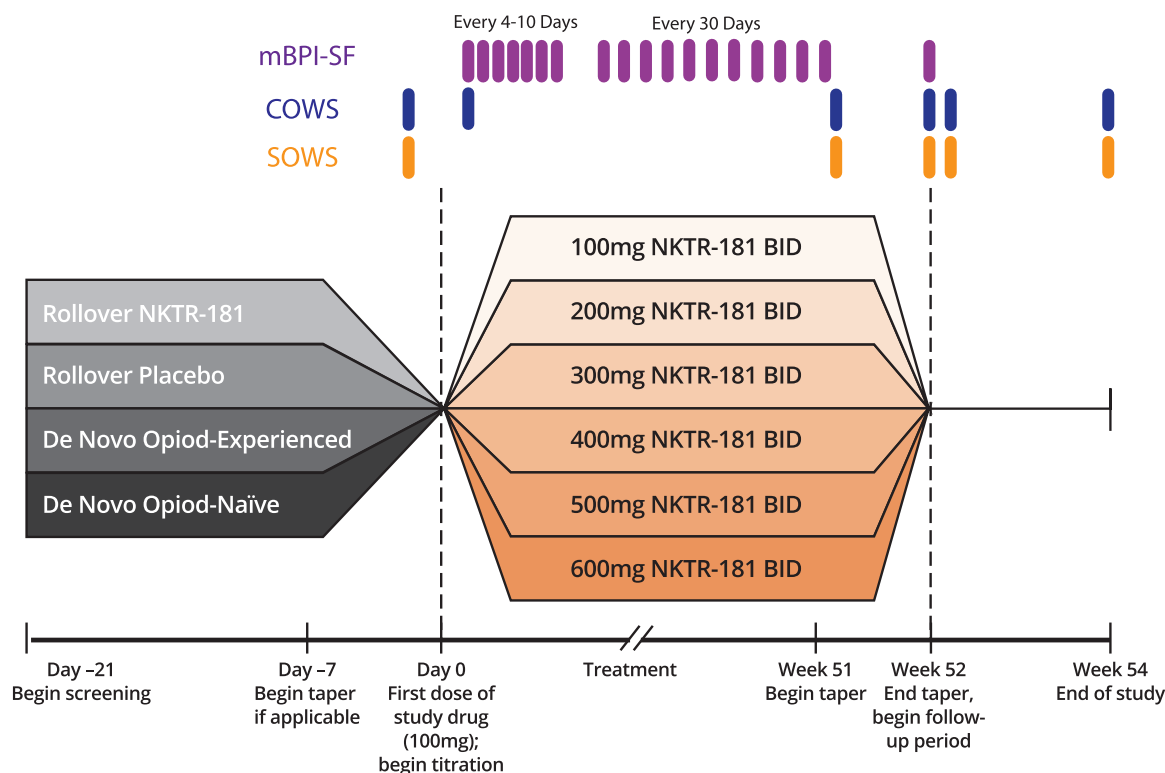 Every 4-10 Days
Every 30 Days
mBPI-SF
COWS
SOWS
100mg NKTR-181 BID
200mg NKTR-181 BID
300mg NKTR-181 BID
400mg NKTR-181 BID
500mg NKTR-181 BID
600mg NKTR-181 BID
Rollover NKTR-181
Rollover Placebo
De Novo Opiod-Experienced
De Novo Opiod-Naïve
Day –21
Begin screening
Day –7
Begin taper
if applicable
Day 0
First dose of
study drug
(100mg);
begin titration
Treatment
Week 51
Begin taper
Week 52
End taper,
begin follow-
up period
Week 54
End of study